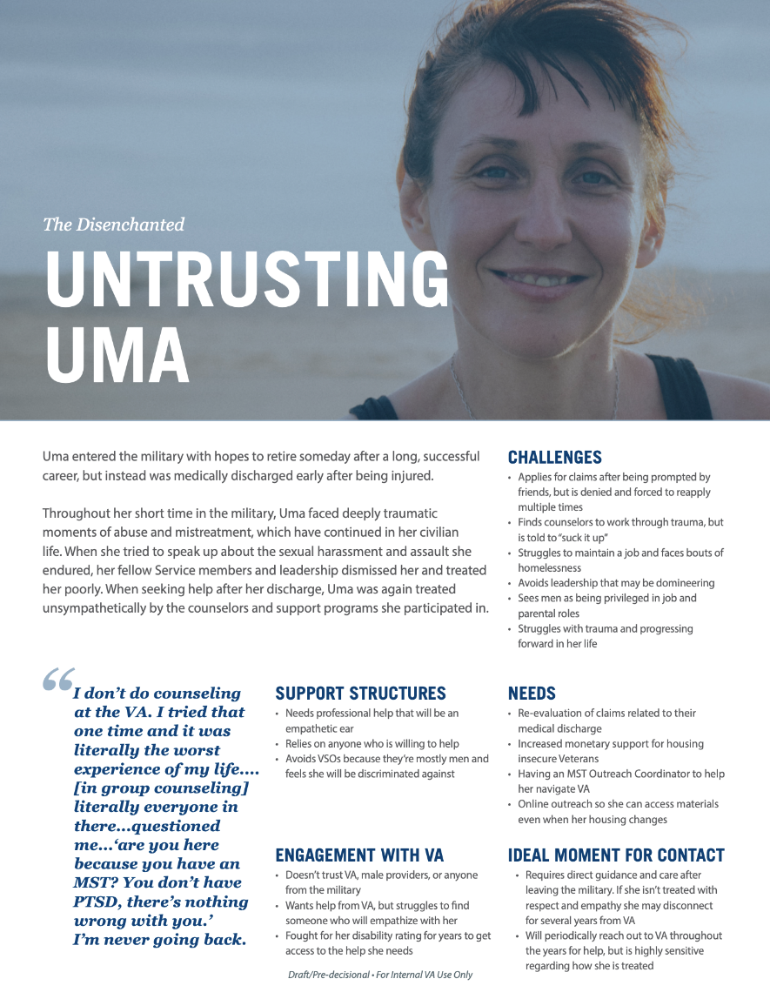 The Disenchanted
UNTRUSTING
UMA
Uma entered the military with hopes to retire someday after a long, successful
career, but instead was medically discharged early after being injured.
Throughout her short time in the military, Uma faced deeply traumatic
moments of abuse and mistreatment, which have continued in her civilian
life. When she tried to speak up about the sexual harassment and assault she
endured, her fellow Service members and leadership dismissed her and treated
her poorly. When seeking help after her discharge, Uma was again treated
unsympathetically by the counselors and support programs she participated in.
CHALLENGES
• Applies for claims after being prompted by
friends, but is denied and forced to reapply
multiple times
• Finds counselors to work through trauma, but
is told to “suck it up”
• Struggles to maintain a job and faces bouts of
homelessness
• Avoids leadership that may be domineering
• Sees men as being privileged in job and
parental roles
• Struggles with trauma and progressing
forward in her life
“I don’t do counseling
at the VA. I tried that
one time and it was
literally the worst
experience of my life....
[in group counseling]
literally everyone in
there...questioned
me...‘are you here
because you have an
MST? You don’t have
PTSD, there’s nothing
wrong with you.’
I’m never going back.
SUPPORT STRUCTURES
• Needs professional help that will be an
empathetic ear
• Relies on anyone who is willing to help
• Avoids VSOs because they’re mostly men and
feels she will be discriminated against
NEEDS
• Re-evaluation of claims related to their
medical discharge
• Increased monetary support for housing
insecure Veterans
• Having an MST Outreach Coordinator to help
her navigate VA
• Online outreach so she can access materials
even when her housing changes
ENGAGEMENT WITH VA
• Doesn’t trust VA, male providers, or anyone
from the military
• Wants help from VA, but struggles to find
someone who will empathize with her
• Fought for her disability rating for years to get
access to the help she needs
IDEAL MOMENT FOR CONTACT
• Requires direct guidance and care after
leaving the military. If she isn’t treated with
respect and empathy she may disconnect
for several years from VA
• Will periodically reach out to VA throughout
the years for help, but is highly sensitive
regarding how she is treated
Draft/Pre-decisional • For Internal VA Use Only